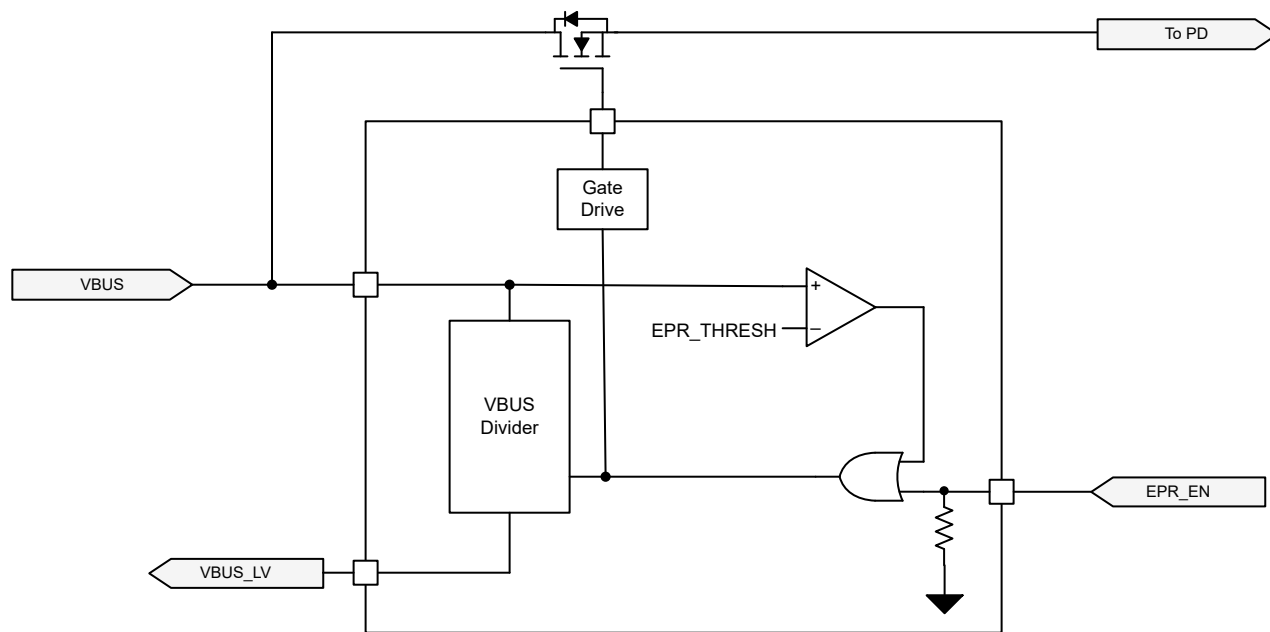 To PD
Gate
Drive
VBUS
+
EPR_THRESH
–
VBUS
Divider
EPR_EN
VBUS_LV